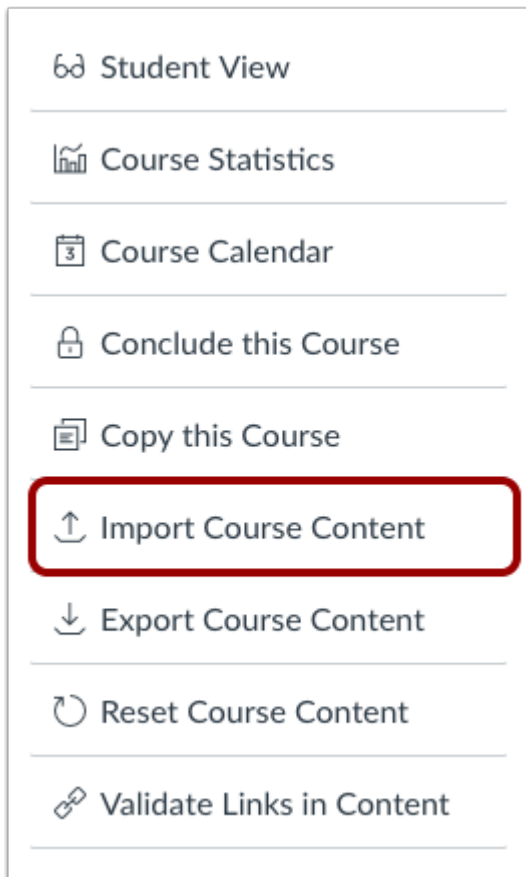 Student View
Course Statistics
3 Course Calendar
Conclude this Course
Copy this Course
Import Course Content
Export Course Content
Reset Course Content
Validate Links in Content